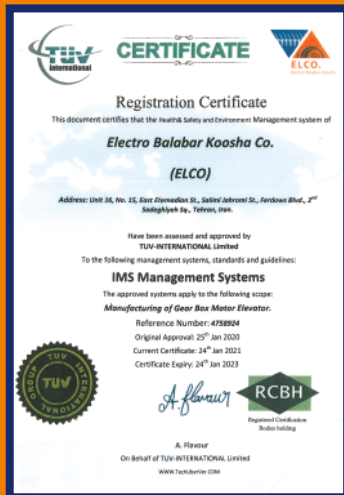 TÜV
international
CERTIFICATE
ELCO.
Registration Certificate
This document certifies that the Health& Safety and Environment Management system of
Electro Balabar Koosha Co.
(ELCO)
Address: Unit 16, No. 15, East Etemadian St., Salimi Jahromi St., Ferdows Blvd., 2nd
Sadeghiyeh Sq., Tehran, Iran.
Have been assessed and approved by
TUV-INTERNATIONAL Limited
To the following management systems, standards and guidelines:
IMS Management Systems
The approved systems apply to the following scope:
Manufacturing of Gear Box Motor Elevator.
Reference Number: 4758924
Original Approval: 25th Jan 2020
Current Certificate: 24th Jan 2021
Certificate Expiry: 24th Jan 2023
TUV INTERNATIONAL GROUP
TUV
A. flavour
RCBH
Registered Certification
Bodies holding
A. Flavour
On Behalf of TUV-INTERNATIONAL Limited